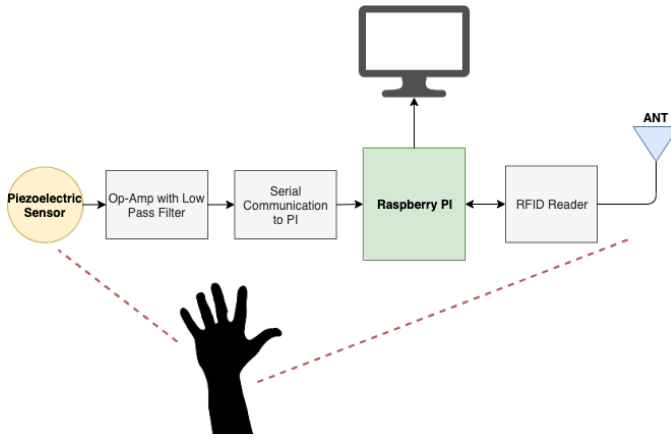 ANT
Piezoelectric
Sensor
Op-Amp with Low
Pass Filter
Serial
Communication
to PI
Raspberry PI
RFID Reader